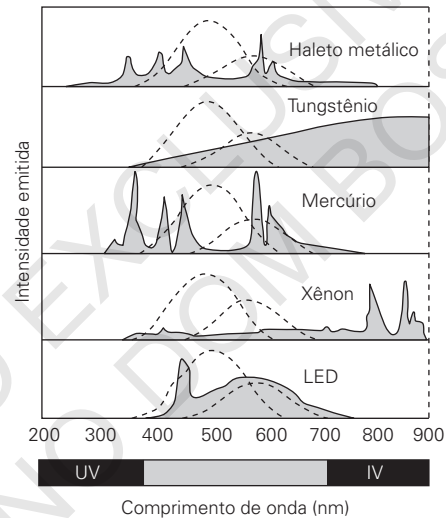 Haleto metálico
Tungstênio
Mercúrio
Xênon
LED
Intensidade emitida
200 300 400 500 600 700 800 900
UV IV
Comprimento de onda (nm)